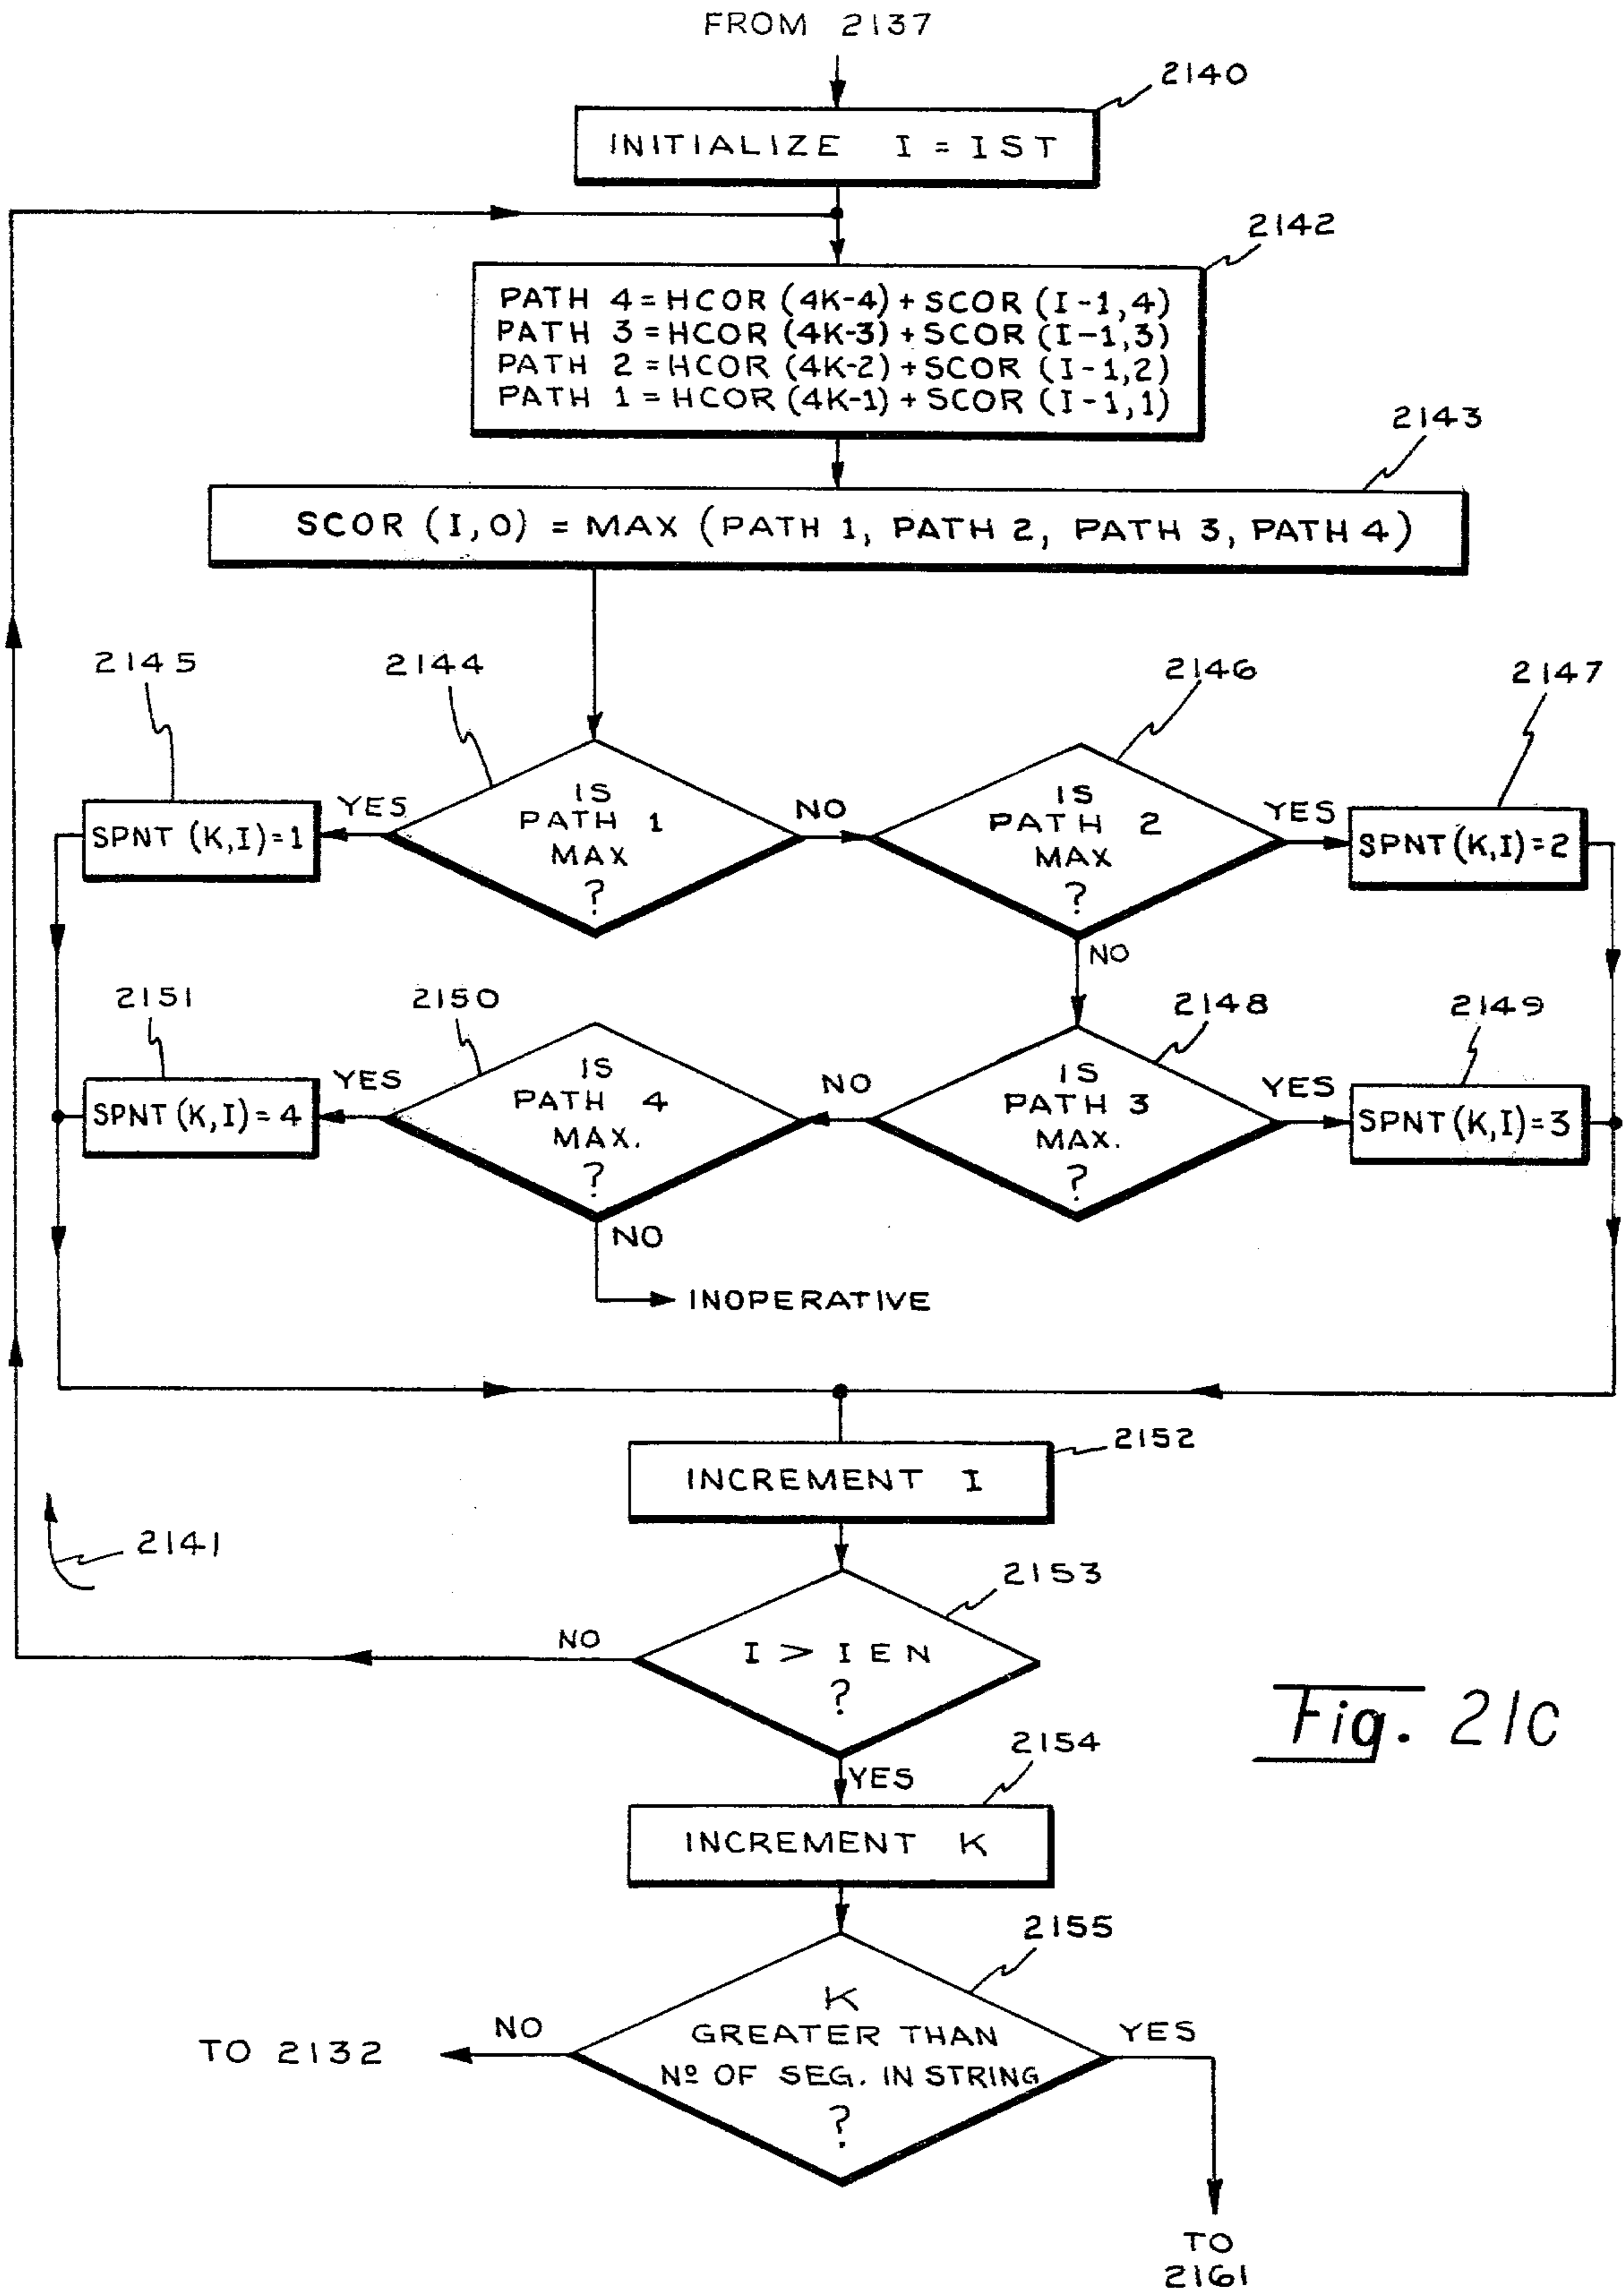 FROM 2137
2140
INITIALIZE I = IST
2142
PATH 4 = HCOR (4K-4) + SCOR (I-1,4)
PATH 3 = HCOR (4K-3) + SCOR (I-1,3)
PATH 2 = HCOR (4K-2) + SCOR (I-1,2)
PATH 1 = HCOR (4K-1) + SCOR (I-1,1)
2143
SCOR (I,O) = MAX (PATH 1, PATH 2, PATH 3, PATH 4)
2145
2144
2146
2147
SPNT (K,I)=1
YES
IS
PATH 1
MAX
?
NO
IS
PATH 2
MAX
?
YES
SPNT (K,I)=2
NO
2151
2150
2148
2149
SPNT (K,I)=4
YES
IS
PATH 4
MAX.
?
NO
IS
PATH 3
MAX.
?
YES
SPNT (K,I)=3
NO
INOPERATIVE
2152
INCREMENT I
2141
2153
NO
I > IEN
?
YES
Fig. 21C
2154
INCREMENT K
2155
K
GREATER THAN
Nº OF SEG. IN STRING
?
NO
TO 2132
YES
TO
2161